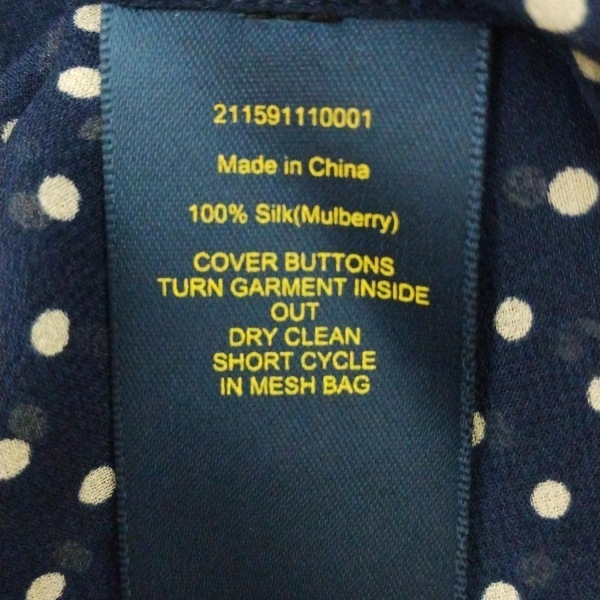 211591110001
Made in China
100% Silk(Mulberry)
COVER BUTTONS
TURN GARMENT INSIDE
OUT
DRY CLEAN
SHORT CYCLE
IN MESH BAG